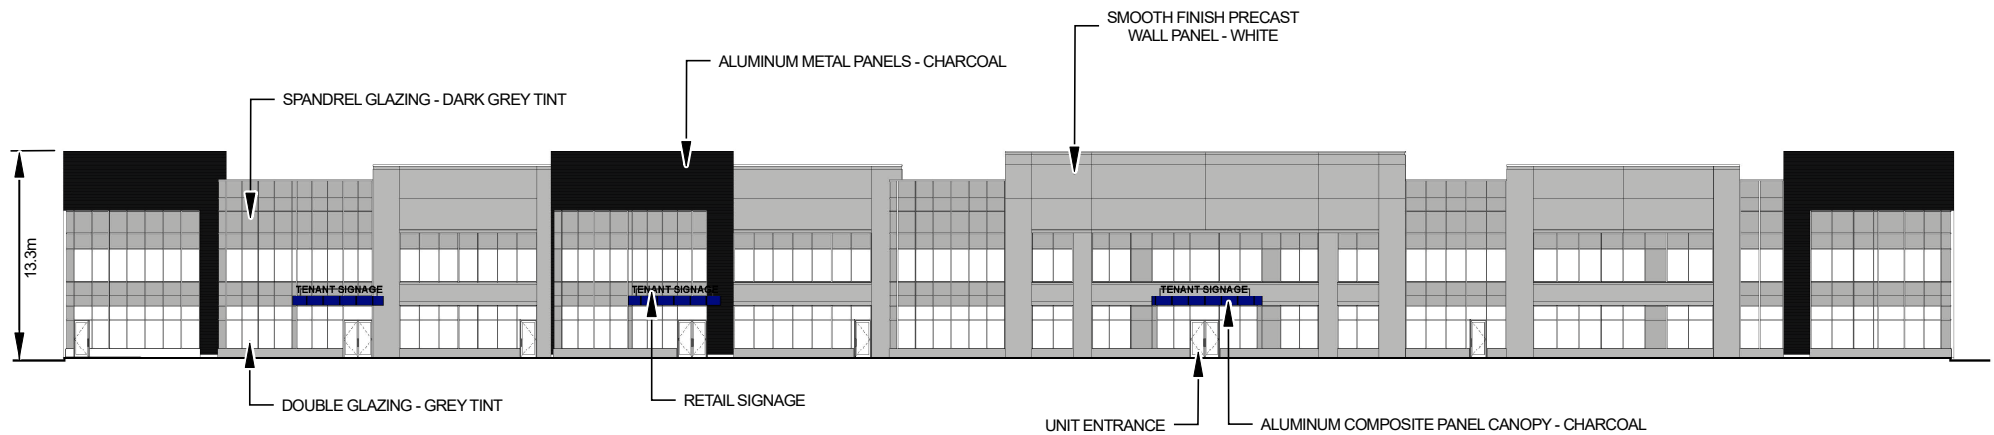 SMOOTH FINISH PRECAST
WALL PANEL - WHITE
ALUMINUM METAL PANELS - CHARCOAL
SPANDREL GLAZING - DARK GREY TINT
13.3m
TENANT SIGNAGE
TENANT SIGNAGE
TENANT SIGNAGE
DOUBLE GLAZING - GREY TINT
RETAIL SIGNAGE
UNIT ENTRANCE
ALUMINUM COMPOSITE PANEL CANOPY - CHARCOAL